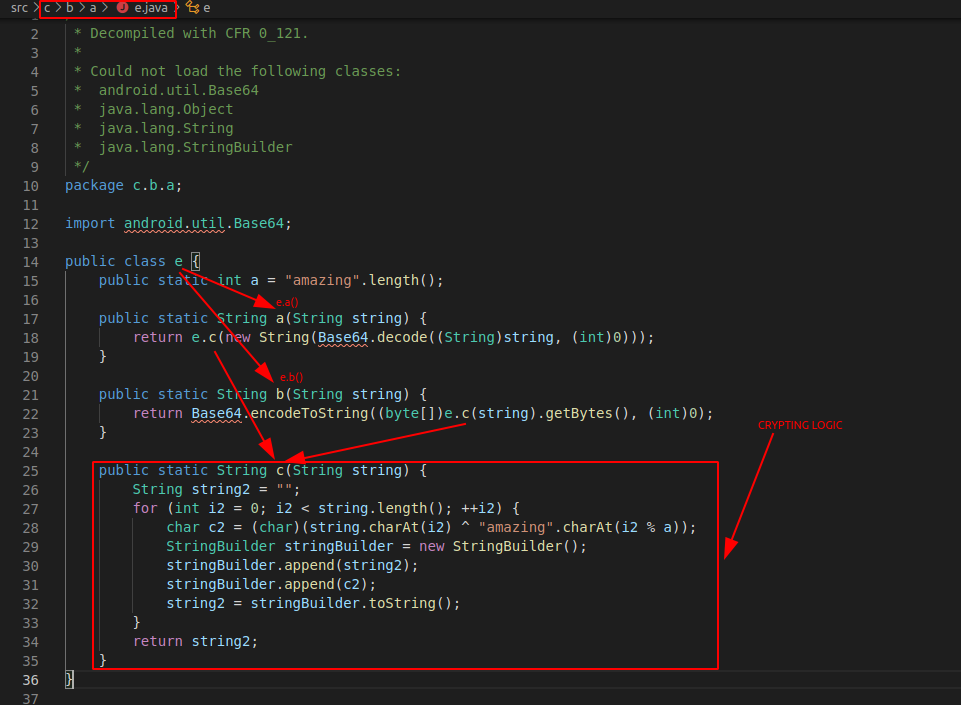 src > c > b > a > J e.java > e
2 * Decompiled with CFR 0_121.
3 *
4 * Could not load the following classes:
5 *  android.util.Base64
6 *  java.lang.Object
7 *  java.lang.String
8 *  java.lang.StringBuilder
9 */
10 package c.b.a;
11
12 import android.util.Base64;
13
14 public class e {
15     public static int a = "amazing".length();
16 e.a()
17     public static String a(String string) {
18         return e.c(new String(Base64.decode((String)string, (int)0)));
19     }
20 e.b()
21     public static String b(String string) {
22         return Base64.encodeToString((byte[])e.c(string).getBytes(), (int)0);
23     }
CRYPTING LOGIC
24
25     public static String c(String string) {
26         String string2 = "";
27         for (int i2 = 0; i2 < string.length(); ++i2) {
28             char c2 = (char)(string.charAt(i2) ^ "amazing".charAt(i2 % a));
29             StringBuilder stringBuilder = new StringBuilder();
30             stringBuilder.append(string2);
31             stringBuilder.append(c2);
32             string2 = stringBuilder.toString();
33         }
34         return string2;
35     }
36 }
37